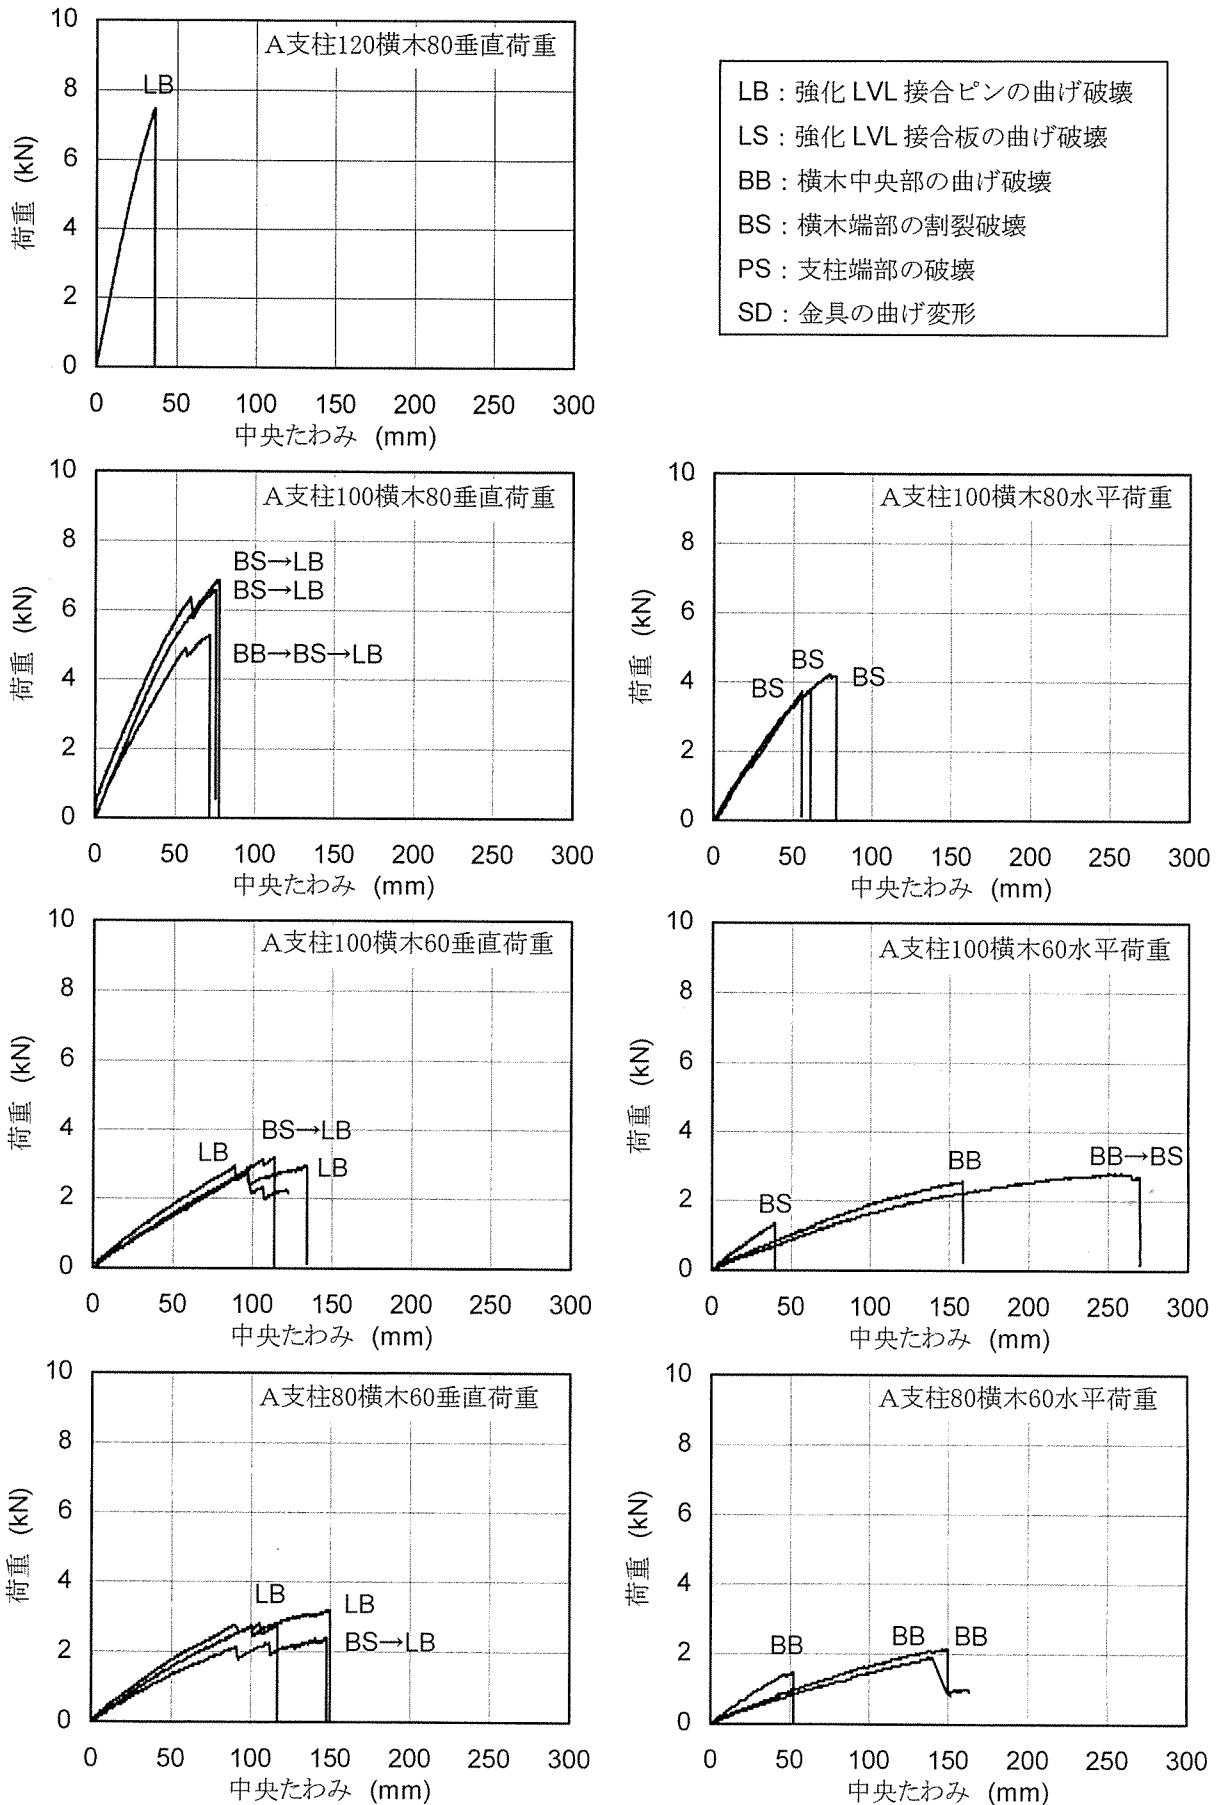 A支柱120横木80垂直荷重
LB
10
8
6
4
2
0
荷重 (kN)
0 50 100 150 200 250 300
中央たわみ (mm)
LB：強化 LVL 接合ピンの曲げ破壊
LS：強化 LVL 接合板の曲げ破壊
BB：横木中央部の曲げ破壊
BS：横木端部の割裂破壊
PS：支柱端部の破壊
SD：金具の曲げ変形
A支柱100横木80垂直荷重
BS→LB
BS→LB
BB→BS→LB
10
8
6
4
2
0
荷重 (kN)
0 50 100 150 200 250 300
中央たわみ (mm)
A支柱100横木80水平荷重
BS
BS
BS
10
8
6
4
2
0
荷重 (kN)
0 50 100 150 200 250 300
中央たわみ (mm)
A支柱100横木60垂直荷重
LB
BS→LB
LB
10
8
6
4
2
0
荷重 (kN)
0 50 100 150 200 250 300
中央たわみ (mm)
A支柱100横木60水平荷重
BS
BB
BB→BS
10
8
6
4
2
0
荷重 (kN)
0 50 100 150 200 250 300
中央たわみ (mm)
A支柱80横木60垂直荷重
LB
LB
BS→LB
10
8
6
4
2
0
荷重 (kN)
0 50 100 150 200 250 300
中央たわみ (mm)
A支柱80横木60水平荷重
BB
BB
BB
10
8
6
4
2
0
荷重 (kN)
0 50 100 150 200 250 300
中央たわみ (mm)